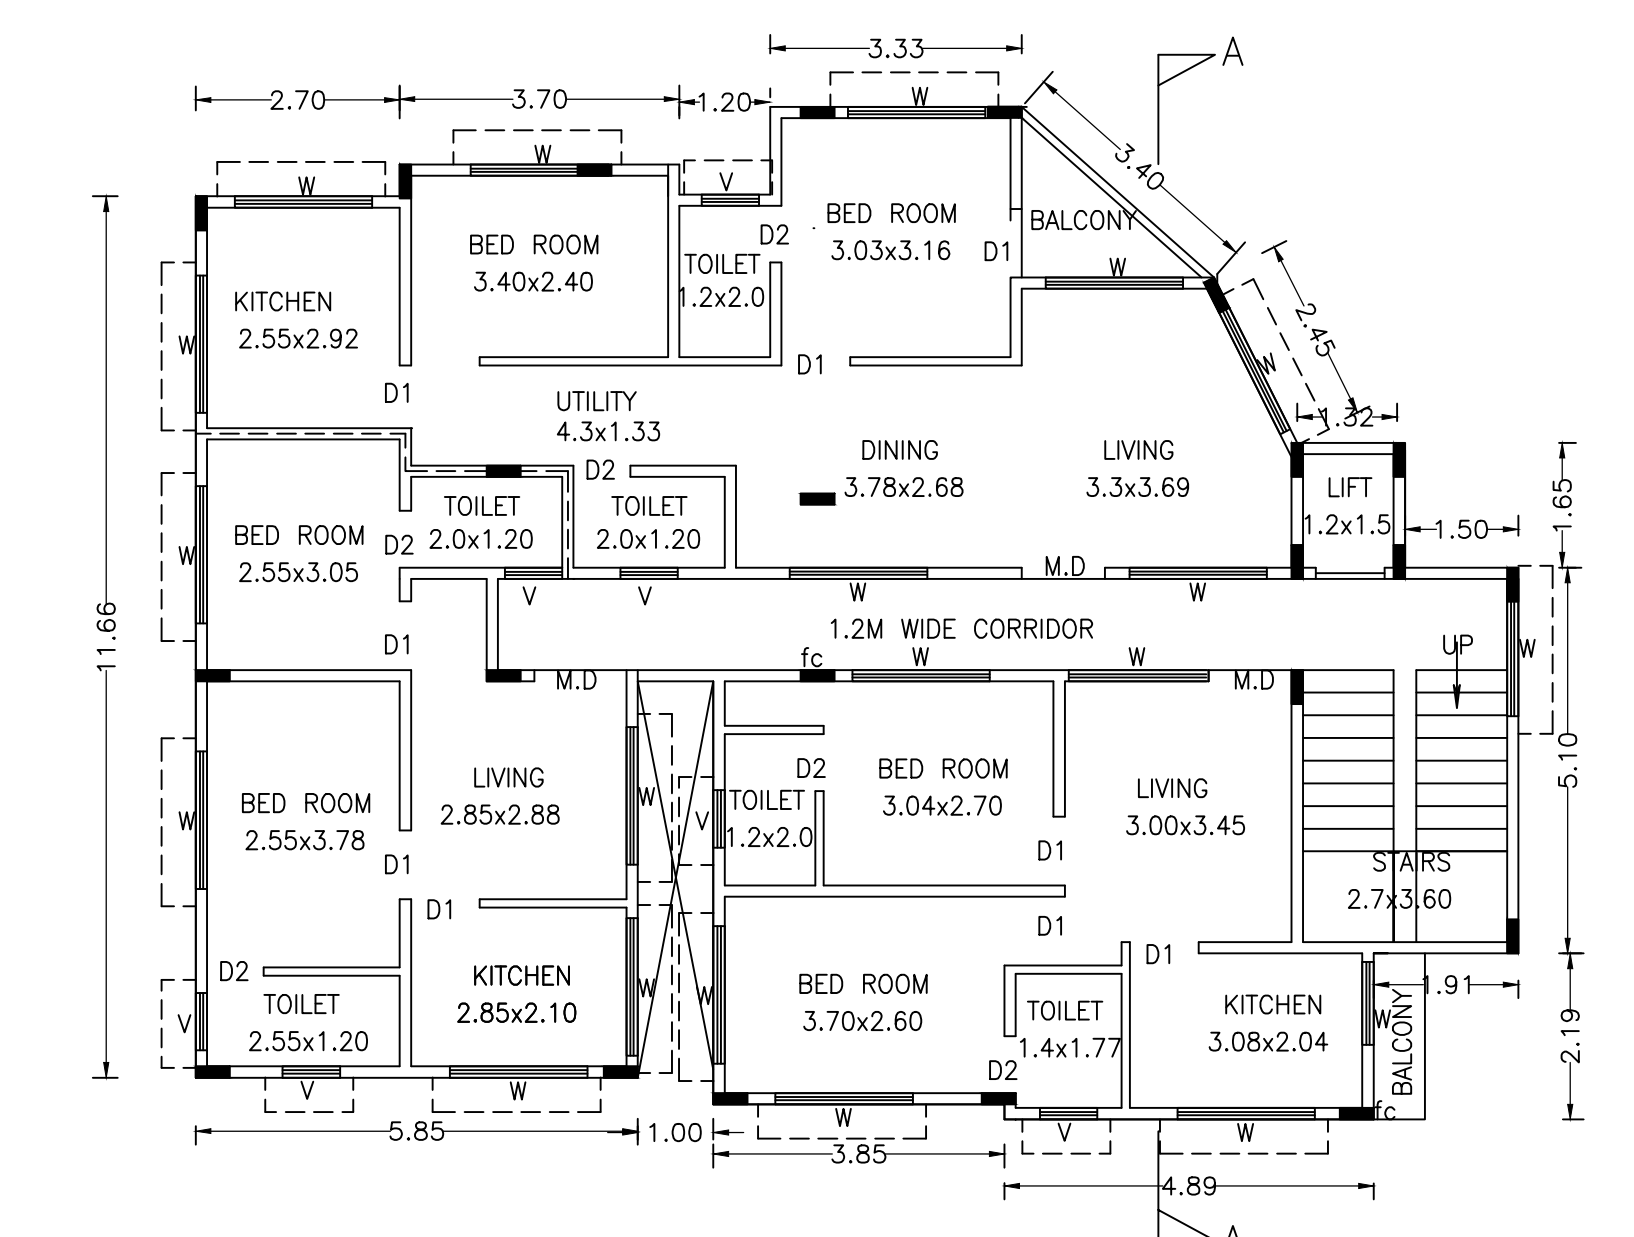 3.33
A
2.70
3.70
1.20
W
W
V
W
3.40
BED ROOM
3.03x3.16
D2
D1
BALCONY
BED ROOM
3.40x2.40
TOILET
1.2x2.0
W
KITCHEN
2.55x2.92
W
2.45
W
D1
D1
UTILITY
4.3x1.33
1.32
DINING
3.78x2.68
LIVING
3.3x3.69
D2
LIFT
1.2x1.5
1.65
1.50
TOILET
2.0x1.20
TOILET
2.0x1.20
BED ROOM
2.55x3.05
W
D2
M.D
V
V
W
W
11.66
D1
1.2M WIDE CORRIDOR
UP
W
fc
W
W
M.D
M.D
5.10
BED ROOM
2.55x3.78
W
LIVING
2.85x2.88
W
V
TOILET
1.2x2.0
D2
BED ROOM
3.04x2.70
LIVING
3.00x3.45
D1
D1
STAIRS
2.7x3.60
D1
D1
D1
D2
KITCHEN
2.85x2.10
W
W
BED ROOM
3.70x2.60
TOILET
1.4x1.77
KITCHEN
3.08x2.04
W
BALCONY
1.91
2.19
TOILET
2.55x1.20
V
D2
V
W
W
V
W
fc
5.85
1.00
3.85
4.89
A